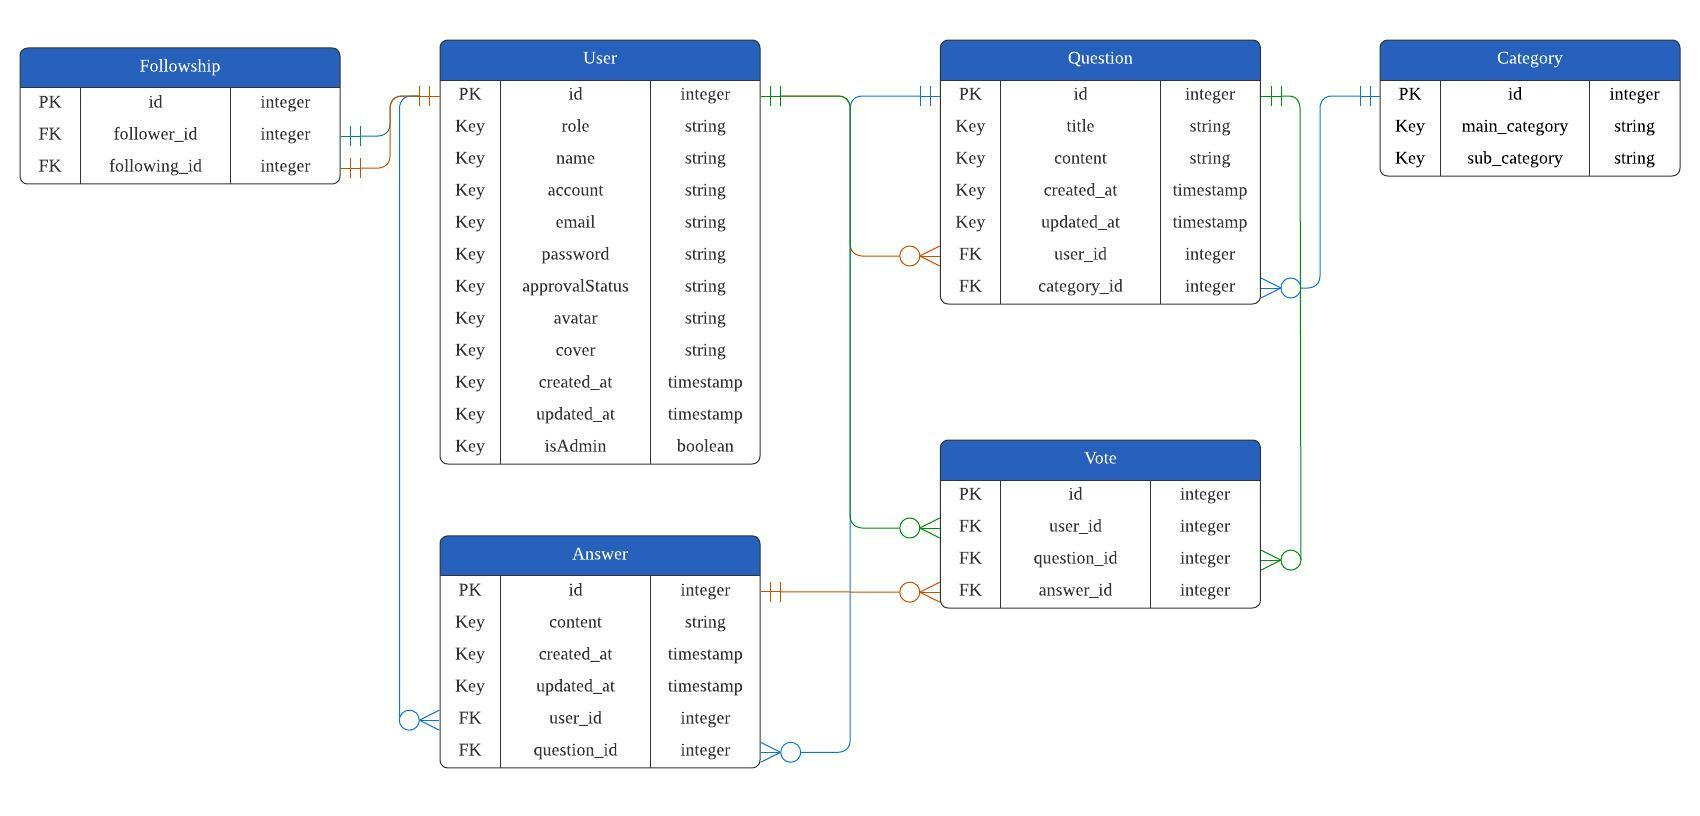 Followship
PK id integer
FK follower_id integer
FK following_id integer
User
PK id integer
Key role string
Key name string
Key account string
Key email string
Key password string
Key approvalStatus string
Key avatar string
Key cover string
Key created_at timestamp
Key updated_at timestamp
Key isAdmin boolean
Question
PK id integer
Key title string
Key content string
Key created_at timestamp
Key updated_at timestamp
FK user_id integer
FK category_id integer
Category
PK id integer
Key main_category string
Key sub_category string
Answer
PK id integer
Key content string
Key created_at timestamp
Key updated_at timestamp
FK user_id integer
FK question_id integer
Vote
PK id integer
FK user_id integer
FK question_id integer
FK answer_id integer